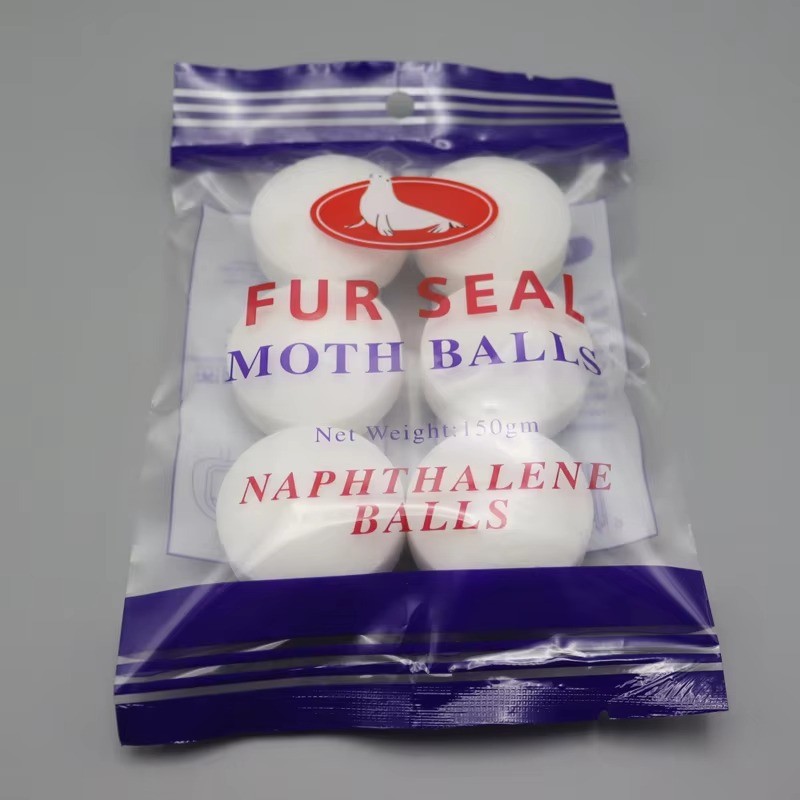 FUR SEAL
MOTH BALLS
Net Weight:150gm
NAPHTHALENE
BALLS